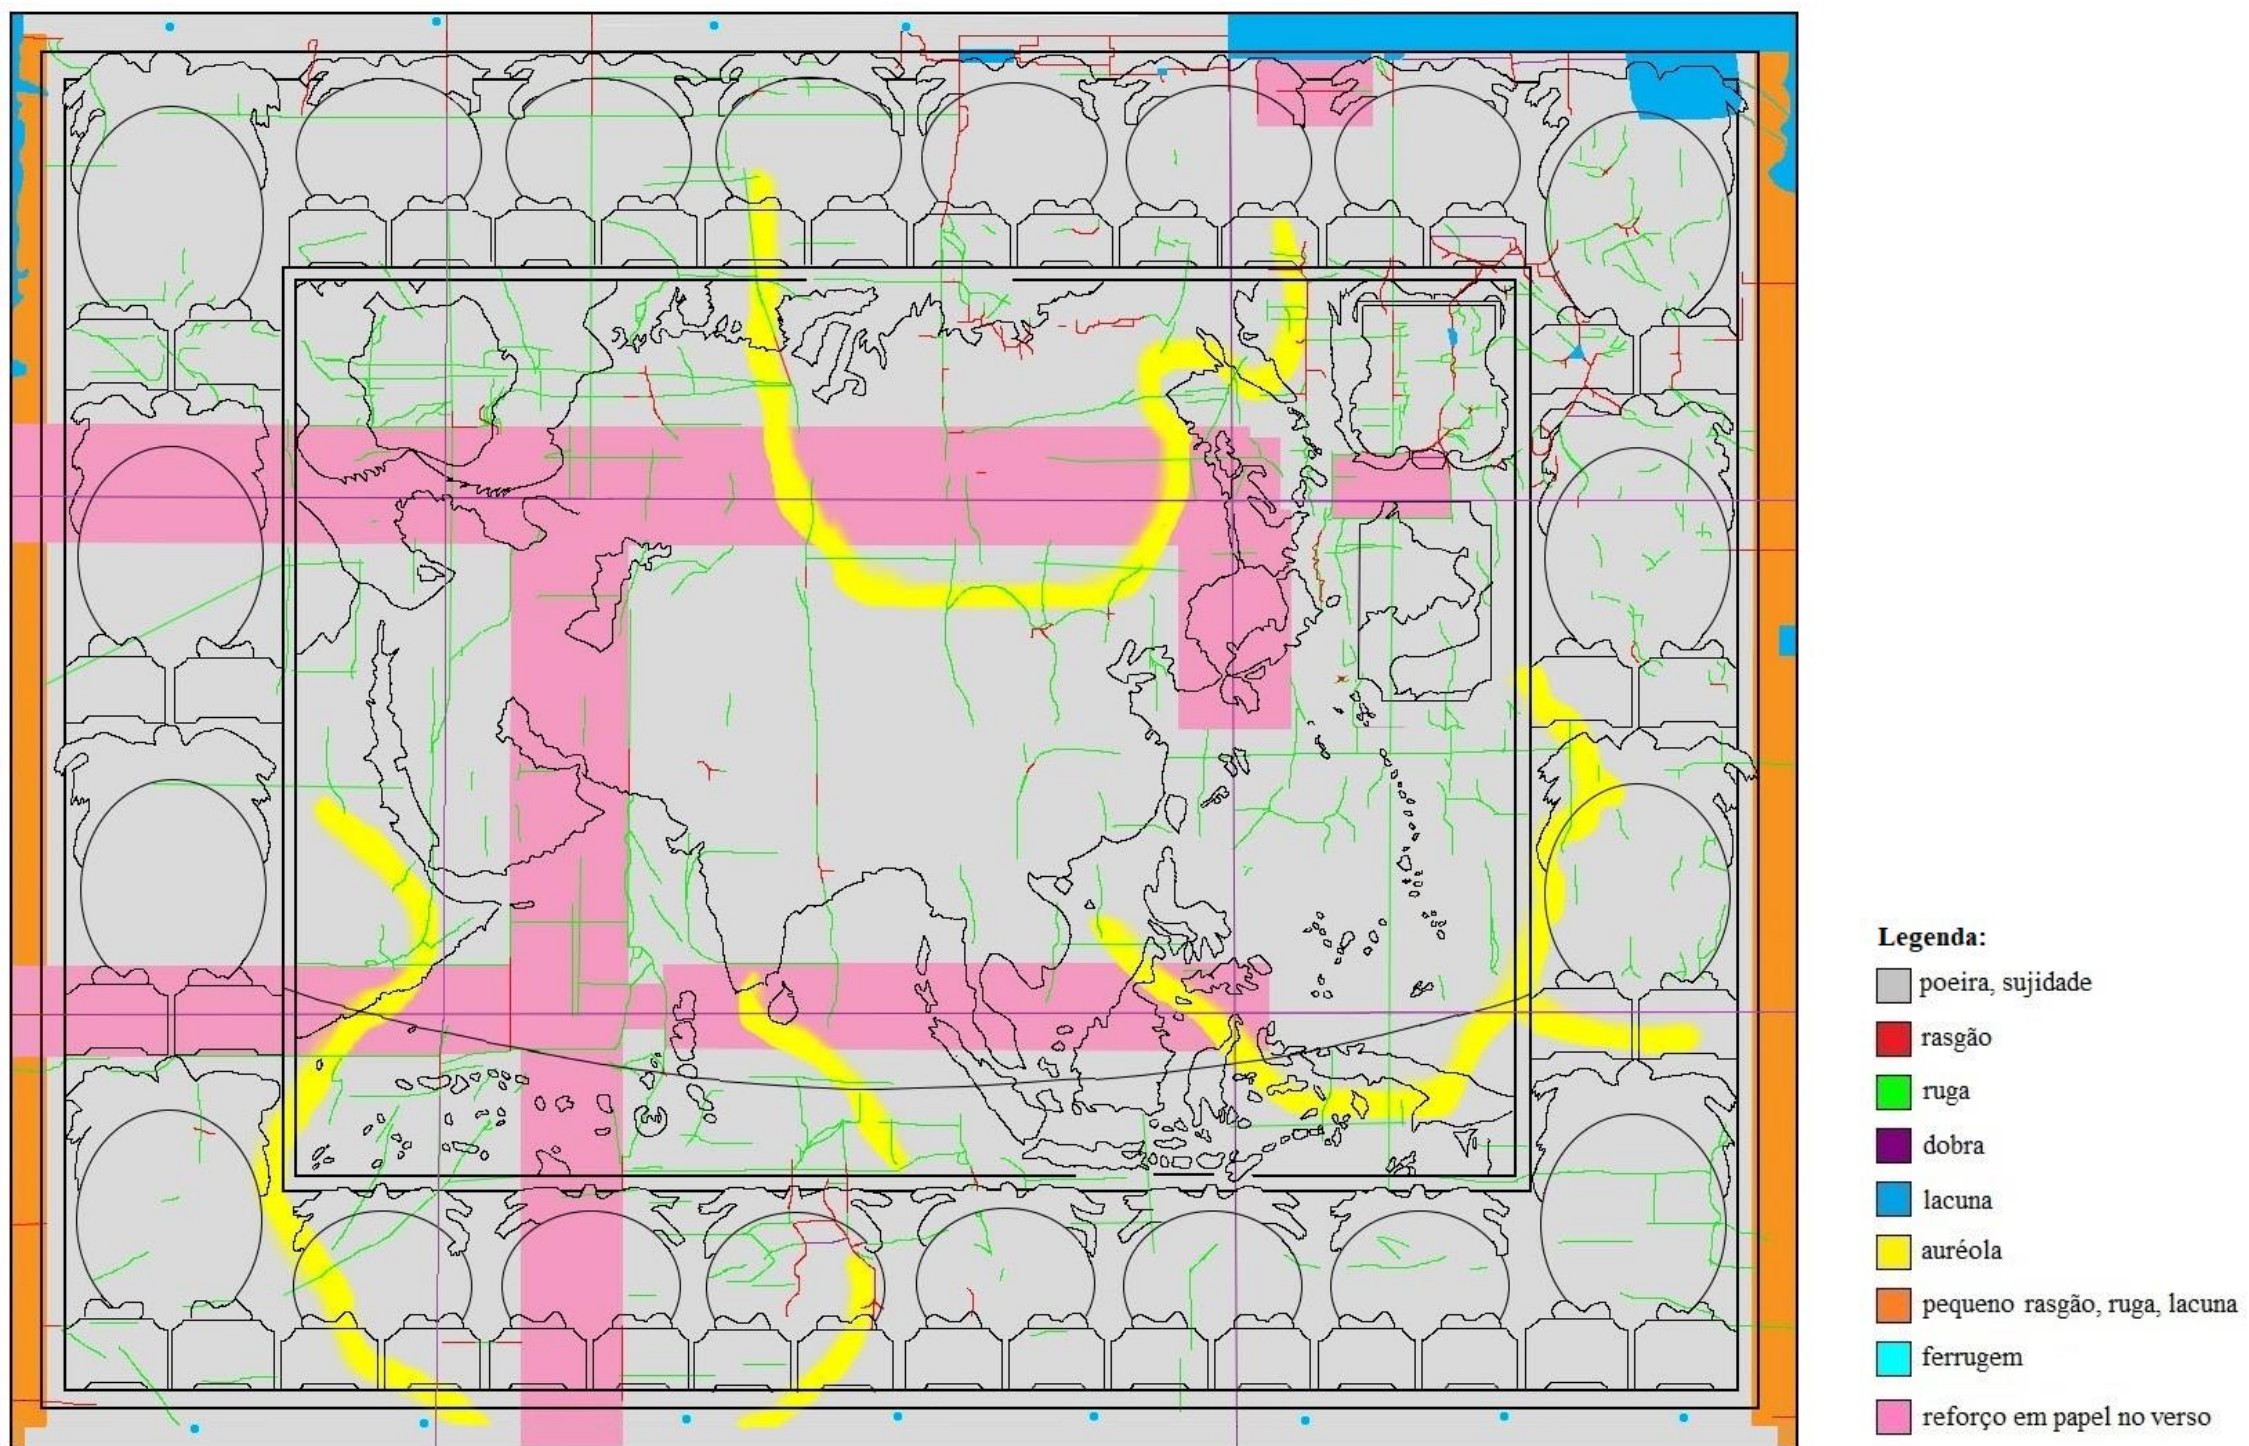 Legenda:
poeira, sujidade
rasgão
ruga
dobra
lacuna
auréola
pequeno rasgão, ruga, lacuna
ferrugem
reforço em papel no verso